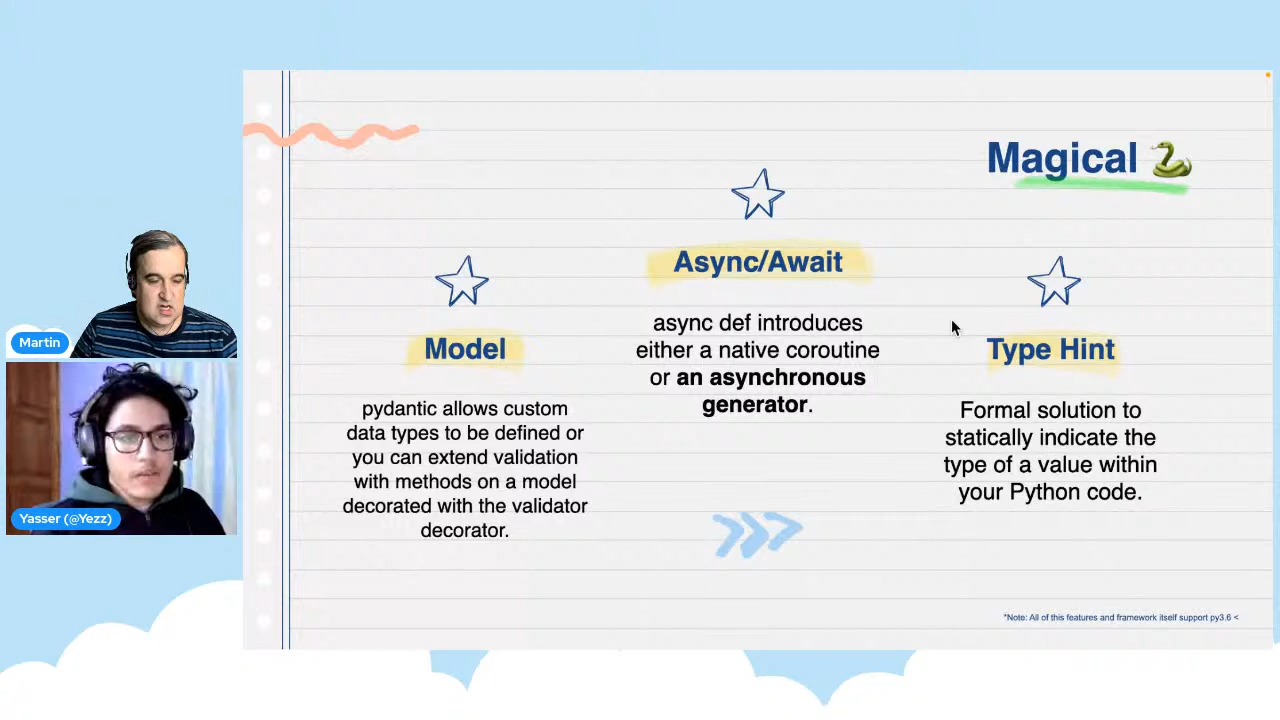 Magical
Async/Await
async def introduces
either a native coroutine
or an asynchronous
generator.
Model
pydantic allows custom
data types to be defined or
you can extend validation
with methods on a model
decorated with the validator
decorator.
Type Hint
Formal solution to
statically indicate the
type of a value within
your Python code.
*Note: All of this features and framework itself support py3.6 <
Martin
Yasser (@Yezz)